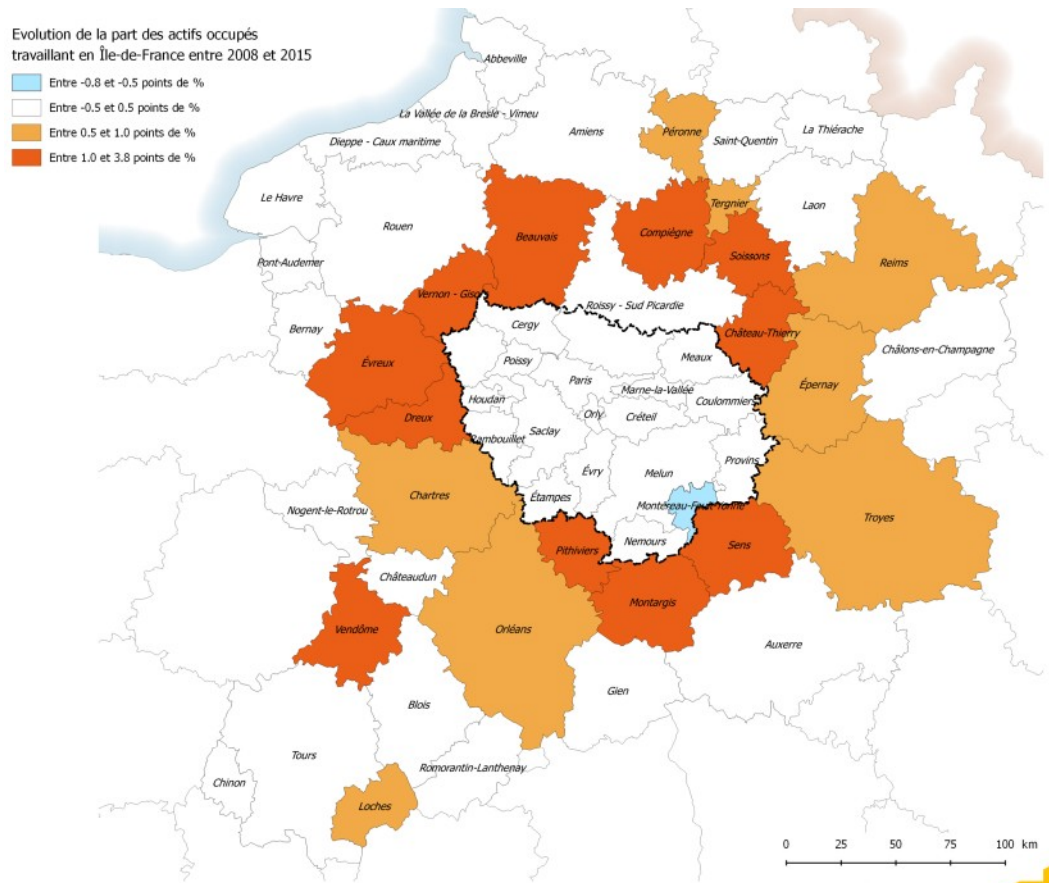 Evolution de la part des actifs occupés
travaillant en Île-de-France entre 2008 et 2015
Entre -0.8 et -0.5 points de %
Entre -0.5 et 0.5 points de %
Entre 0.5 et 1.0 points de %
Entre 1.0 et 3.8 points de %
Abbeville
La Vallée de la Bresle - Vimeu
Dieppe - Caux maritime
Amiens
Péronne
Saint-Quentin
La Thiérache
Le Havre
Rouen
Beauvais
Compiègne
Tergnier
Laon
Soissons
Reims
Pont-Audemer
Vernon - Gisors
Roissy - Sud Picardie
Bernay
Cergy
Château-Thierry
Châlons-en-Champagne
Évreux
Poissy
Meaux
Paris
Marne-la-Vallée
Épernay
Houdan
Coulommiers
Dreux
Orly
Créteil
Rambouillet
Saclay
Provins
Évry
Melun
Chartres
Étampes
Montereau-Fault-Yonne
Nogent-le-Rotrou
Troyes
Nemours
Pithiviers
Sens
Châteaudun
Montargis
Vendôme
Orléans
Auxerre
Gien
Blois
Tours
Romorantin-Lanthenay
Chinon
Loches
0 25 50 75 100 km